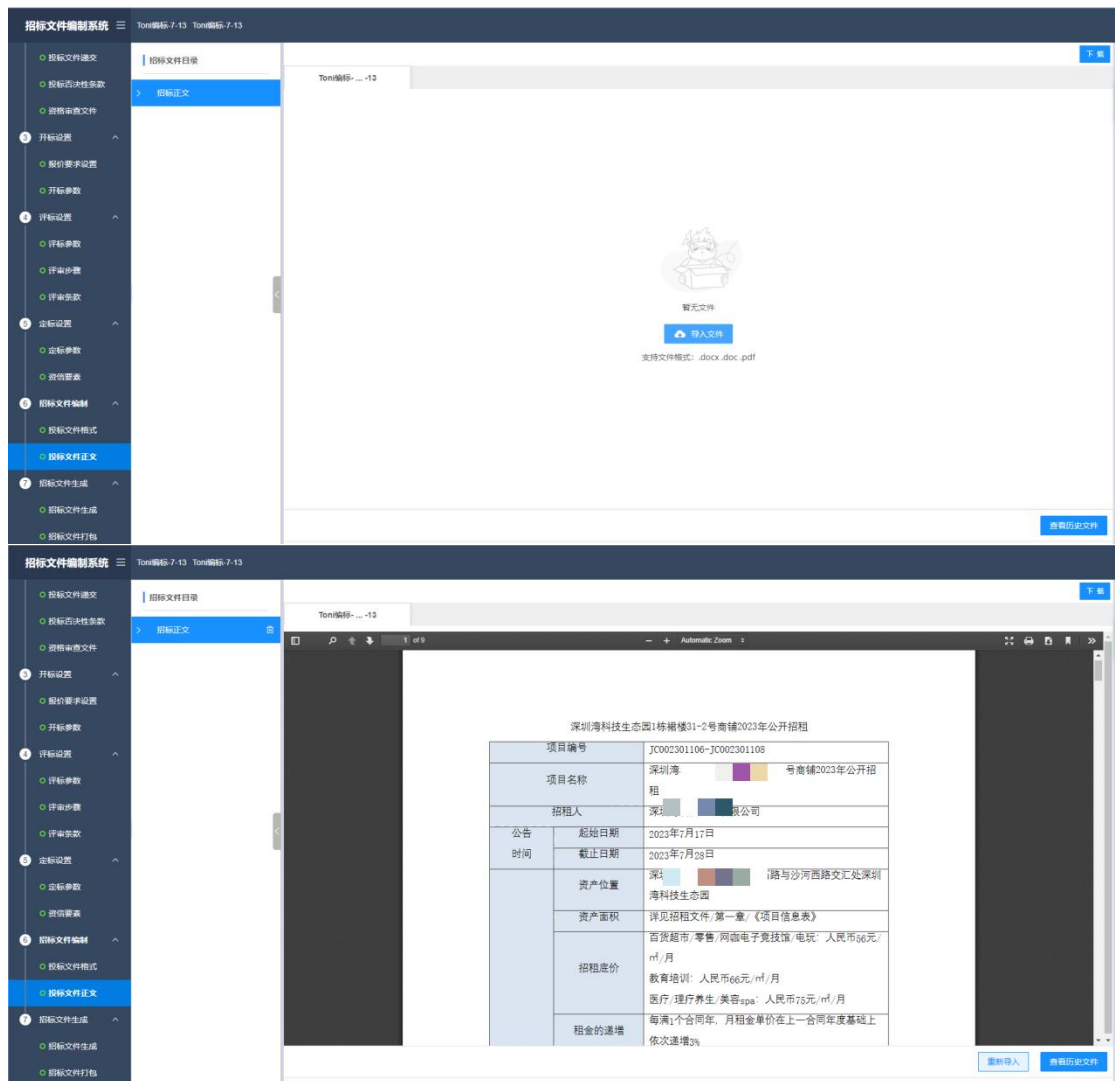 招标文件编制系统 Toni编标-7-13 Toni编标-7-13
投标文件递交
投标否决性条款
资格审查文件
3 开标设置
报价要求设置
开标参数
4 评标设置
评标参数
评审步骤
评审条款
5 定标设置
定标参数
资信要素
6 招标文件编制
投标文件格式
投标文件正文
7 招标文件生成
招标文件生成
招标文件打包
招标文件目录
招标正文
下载
Toni编标- ... -13
暂无文件
导入文件
支持文件格式: .docx .doc .pdf
查看历史文件
招标文件编制系统 Toni编标-7-13 Toni编标-7-13
投标文件递交
投标否决性条款
资格审查文件
3 开标设置
报价要求设置
开标参数
4 评标设置
评标参数
评审步骤
评审条款
5 定标设置
定标参数
资信要素
6 招标文件编制
投标文件格式
投标文件正文
7 招标文件生成
招标文件生成
招标文件打包
招标文件目录
招标正文
下载
Toni编标- ... -13
1 of 9 Automatic Zoom
深圳湾科技生态园1栋裙楼31-2号商铺2023年公开招租
项目编号 JC002301106-JC002301108
项目名称 深圳湾 号商铺2023年公开招
租
招租人 深圳 限公司
公告时间 起始日期 2023年7月17日
截止日期 2023年7月28日
资产位置 深圳 路与沙河西路交汇处深圳
湾科技生态园
资产面积 详见招租文件/第一章/《项目信息表》
招租底价 百货超市/零售/网咖电子竞技馆/电玩：人民币56元/
㎡/月
教育培训：人民币66元/㎡/月
医疗/理疗养生/美容spa：人民币75元/㎡/月
租金的递增 每满1个合同年，月租金单价在上一合同年度基础上
依次递增3%
重新导入 查看历史文件